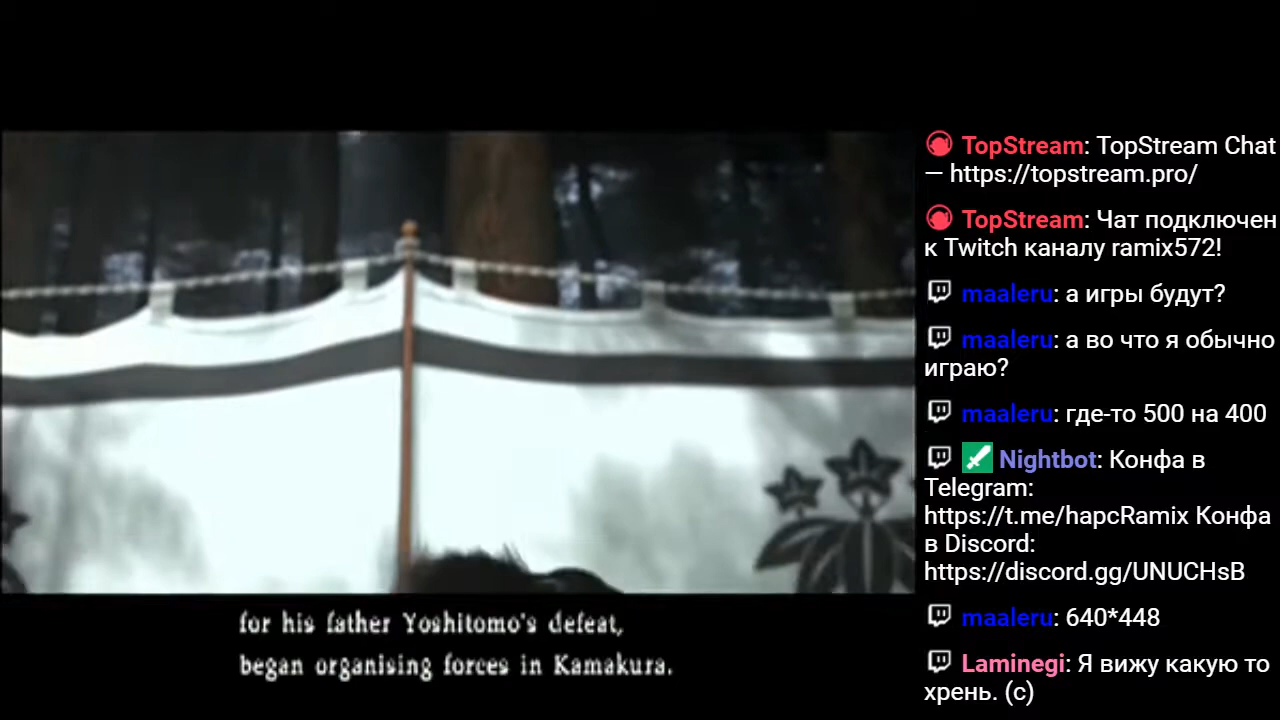 for his father Yoshitomo's defeat,
began organising forces in Kamakura.
TopStream: TopStream Chat
— https://topstream.pro/
TopStream: Чат подключен
к Twitch каналу ramix572!
maaleru: а игры будут?
maaleru: а во что я обычно
играю?
maaleru: где-то 500 на 400
Nightbot: Конфа в
Telegram:
https://t.me/hapcRamix Конфа
в Discord:
https://discord.gg/UNUCHsB
maaleru: 640*448
Laminegi: Я вижу какую то
хрень. (с)